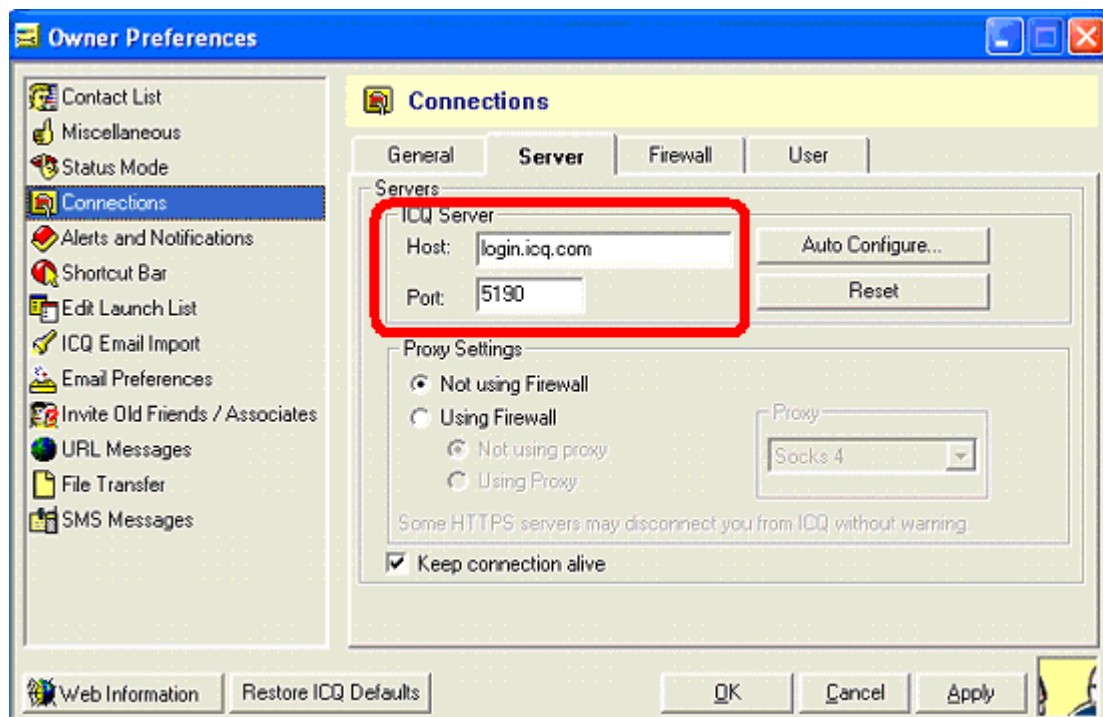 Owner Preferences
Contact List
Miscellaneous
Status Mode
Connections
Alerts and Notifications
Shortcut Bar
Edit Launch List
ICQ Email Import
Email Preferences
Invite Old Friends / Associates
URL Messages
File Transfer
SMS Messages
Connections
General Server Firewall User
Servers
ICQ Server
Host: login.icq.com Auto Configure...
Port: 5190 Reset
Proxy Settings
Not using Firewall
Using Firewall
Not using proxy
Using Proxy
Proxy
Socks 4
Some HTTPS servers may disconnect you from ICQ without warning.
Keep connection alive
Web Information Restore ICQ Defaults OK Cancel Apply